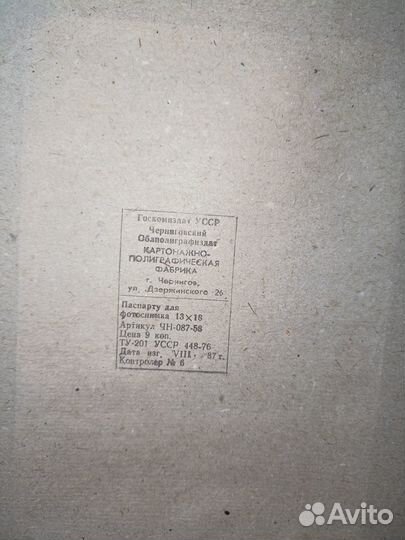 Госкомиздат УССР
Черниговский
Облполиграфиздат
КАРТОНАЖНО-
ПОЛИГРАФИЧЕСКАЯ
ФАБРИКА
г. Чернигов,
ул. Дзержинского 26
Паспарту для
фотоснимка 13×18
Артикул ЧН-087-58
Цена 9 коп.
ТУ-201 УССР 448-76
Дата изг. VIII. 87 г.
Контролер № 6
Avito